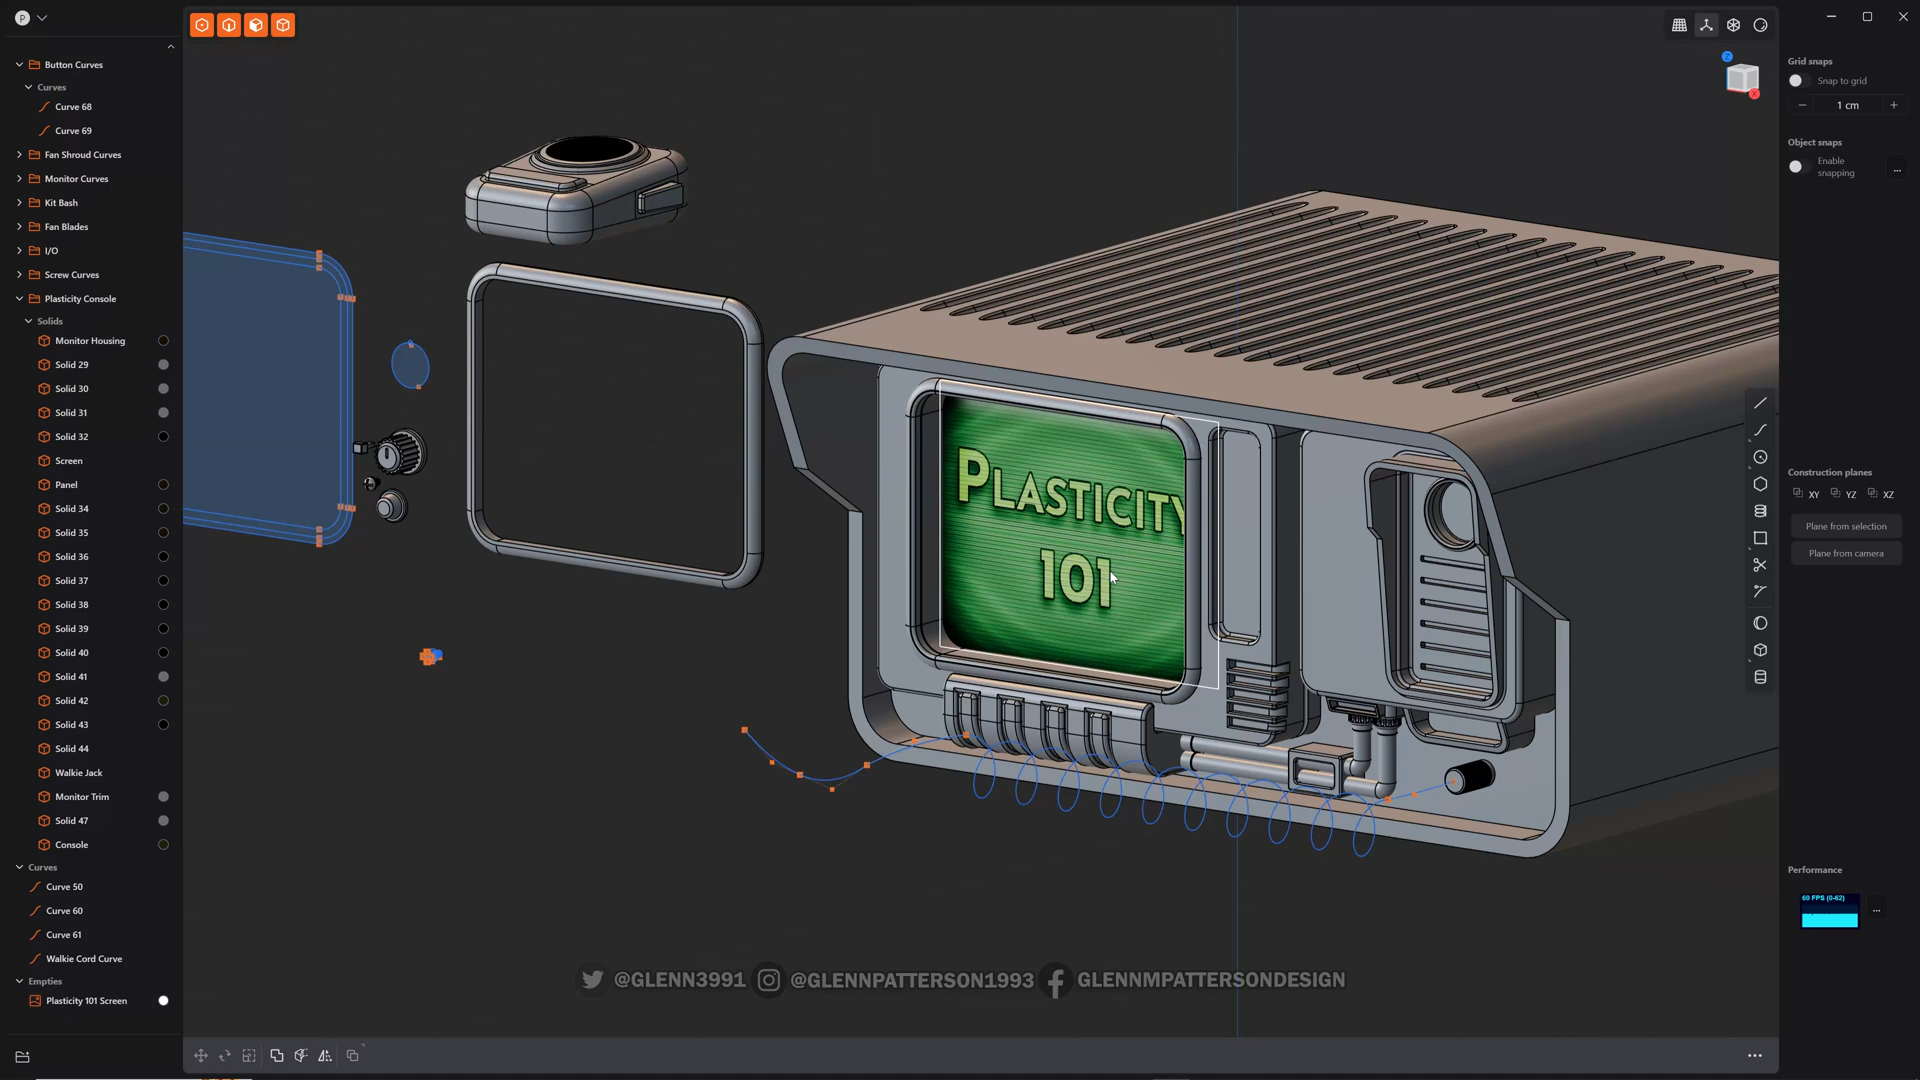 P
Button Curves
Curves
Curve 68
Curve 69
Fan Shroud Curves
Monitor Curves
Kit Bash
Fan Blades
I/O
Screw Curves
Plasticity Console
Solids
Monitor Housing
Solid 29
Solid 30
Solid 31
Solid 32
Screen
Panel
Solid 34
Solid 35
Solid 36
Solid 37
Solid 38
Solid 39
Solid 40
Solid 41
Solid 42
Solid 43
Solid 44
Walkie Jack
Monitor Trim
Solid 47
Console
Curves
Curve 50
Curve 60
Curve 61
Walkie Cord Curve
Empties
Plasticity 101 Screen
PLASTICITY
101
@GLENN3991 @GLENNPATTERSON1993 GLENNMPATTERSONDESIGN
Z
X
Grid snaps
Snap to grid
1 cm
Object snaps
Enable
snapping
...
Construction planes
XY YZ XZ
Plane from selection
Plane from camera
Performance
60 FPS (0-62)
...